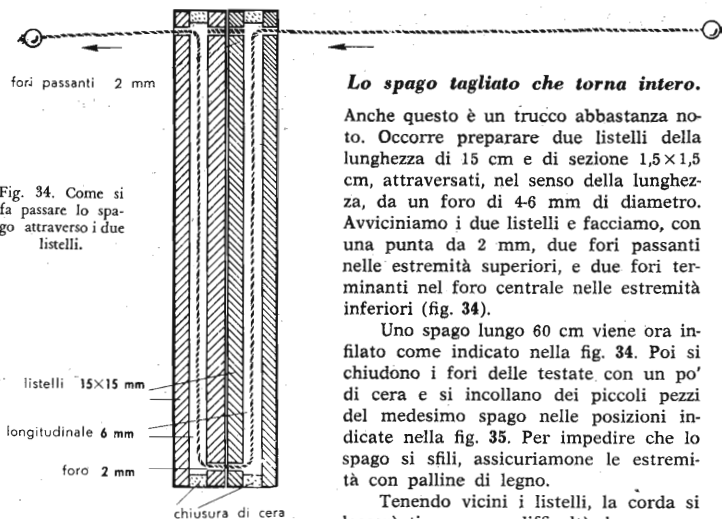 fori passanti 2 mm
Fig. 34. Come si
fa passare lo spa-
go attraverso i due
listelli.
listelli 15×15 mm
longitudinale 6 mm
foro 2 mm
chiusura di cera
Lo spago tagliato che torna intero.
Anche questo è un trucco abbastanza no-
to. Occorre preparare due listelli della
lunghezza di 15 cm e di sezione 1,5×1,5
cm, attraversati, nel senso della lunghez-
za, da un foro di 4-6 mm di diametro.
Avviciniamo i due listelli e facciamo, con
una punta da 2 mm, due fori passanti
nelle estremità superiori, e due fori ter-
minanti nel foro centrale nelle estremità
inferiori (fig. 34).
Uno spago lungo 60 cm viene ora in-
filato come indicato nella fig. 34. Poi si
chiudono i fori delle testate con un po'
di cera e si incollano dei piccoli pezzi
del medesimo spago nelle posizioni in-
dicate nella fig. 35. Per impedire che lo
spago si sfili, assicuriamone le estremi-
tà con palline di legno.
Tenendo vicini i listelli, la corda si